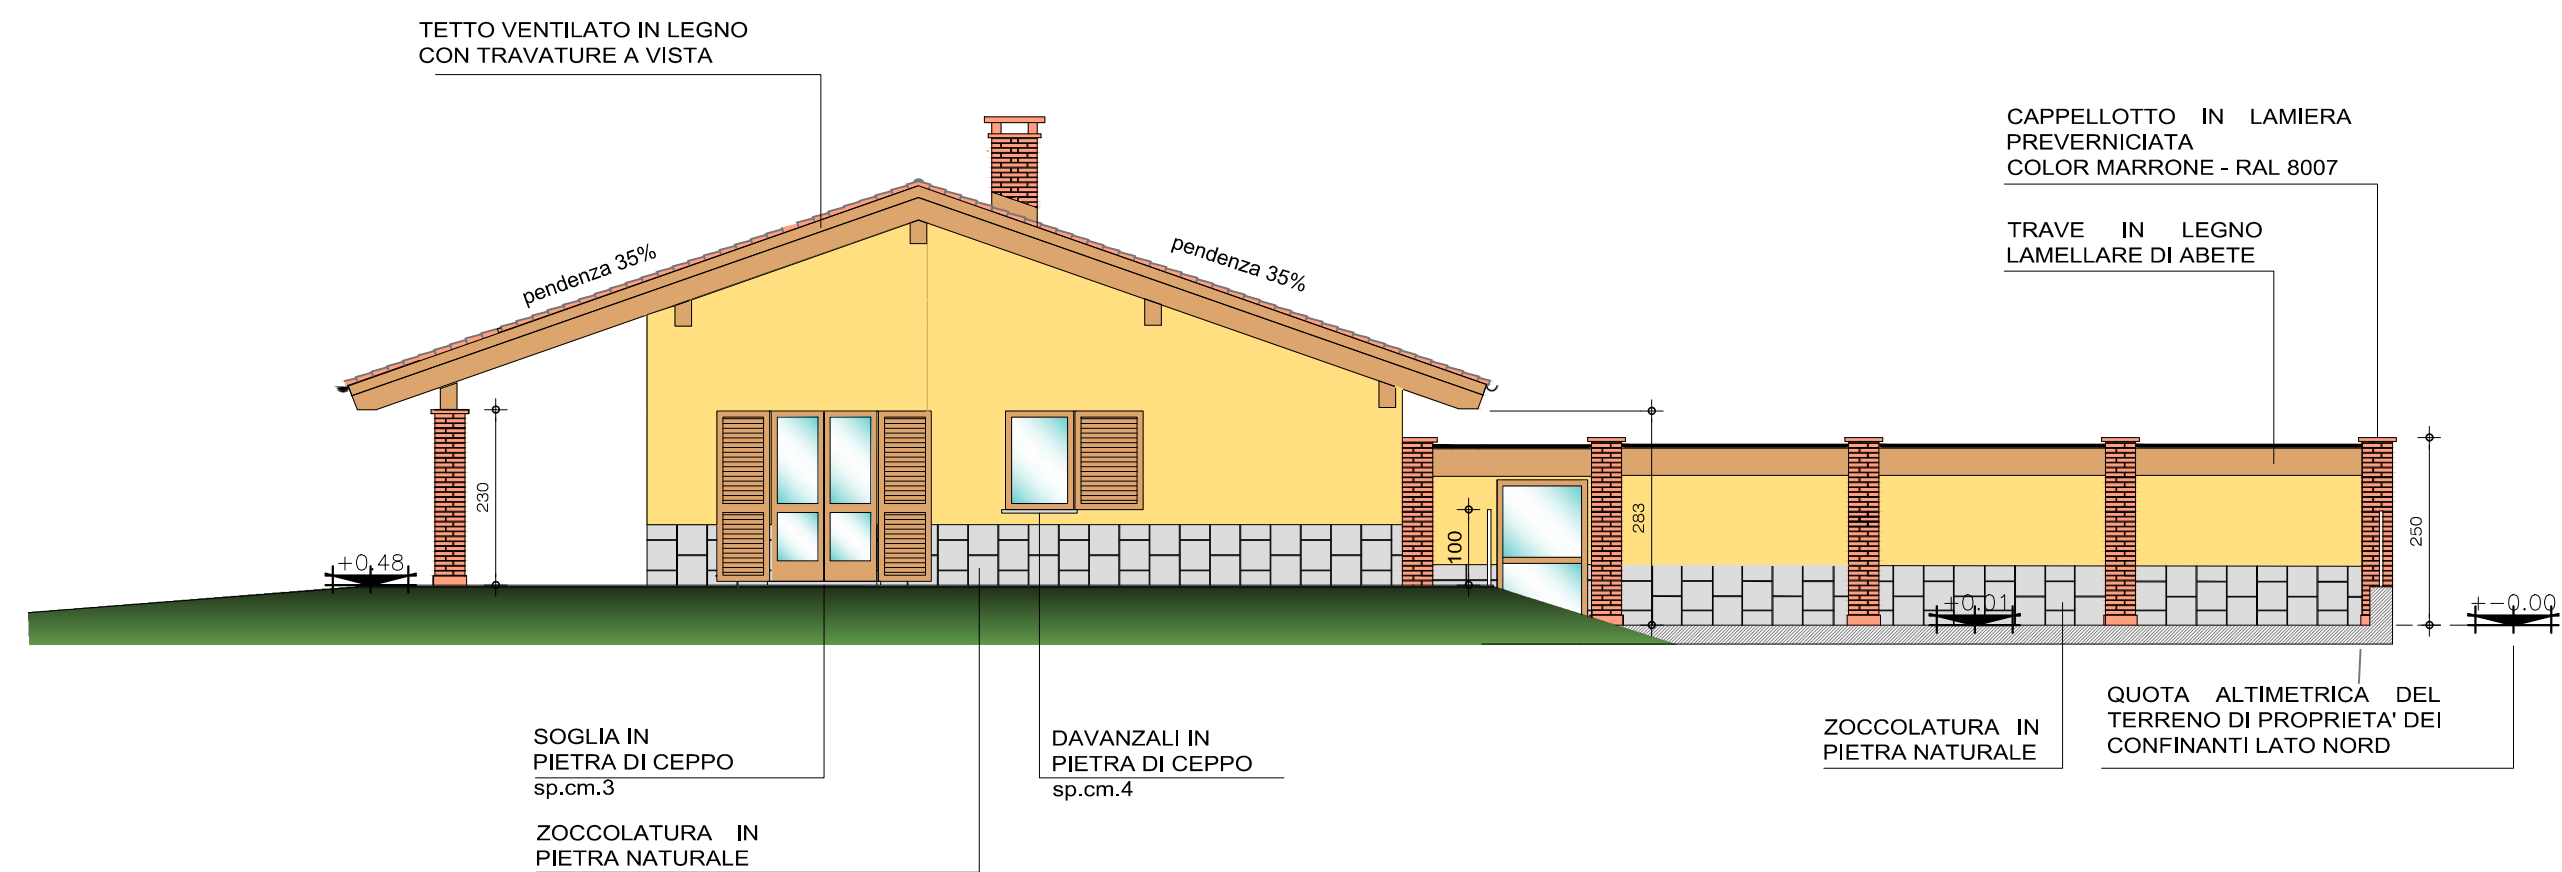 TETTO VENTILATO IN LEGNO
CON TRAVATURE A VISTA
CAPPELLOTTO IN LAMIERA
PREVERNICIATA
COLOR MARRONE - RAL 8007
TRAVE IN LEGNO
LAMELLARE DI ABETE
pendenza 35%
pendenza 35%
230
283
250
100
+0.48
+0.01
+-0.00
SOGLIA IN
PIETRA DI CEPPO
sp.cm.3
ZOCCOLATURA IN
PIETRA NATURALE
DAVANZALI IN
PIETRA DI CEPPO
sp.cm.4
ZOCCOLATURA IN
PIETRA NATURALE
QUOTA ALTIMETRICA DEL
TERRENO DI PROPRIETA' DEI
CONFINANTI LATO NORD